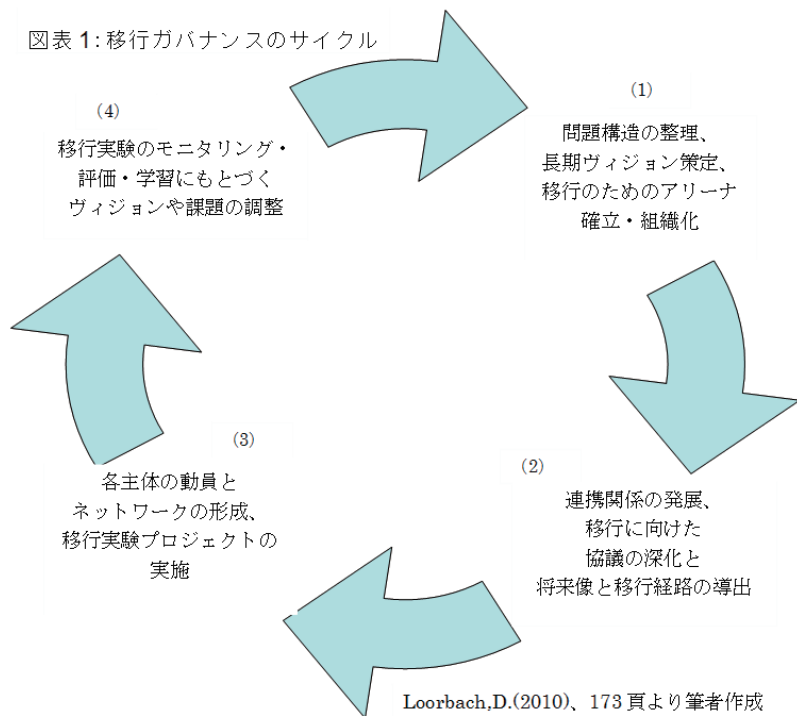 図表 1: 移行ガバナンスのサイクル
(1)
問題構造の整理、
長期ヴィジョン策定、
移行のためのアリーナ
確立・組織化
(2)
連携関係の発展、
移行に向けた
協議の深化と
将来像と移行経路の導出
(3)
各主体の動員と
ネットワークの形成、
移行実験プロジェクトの
実施
(4)
移行実験のモニタリング・
評価・学習にもとづく
ヴィジョンや課題の調整
Loorbach,D.(2010)、173 頁より筆者作成